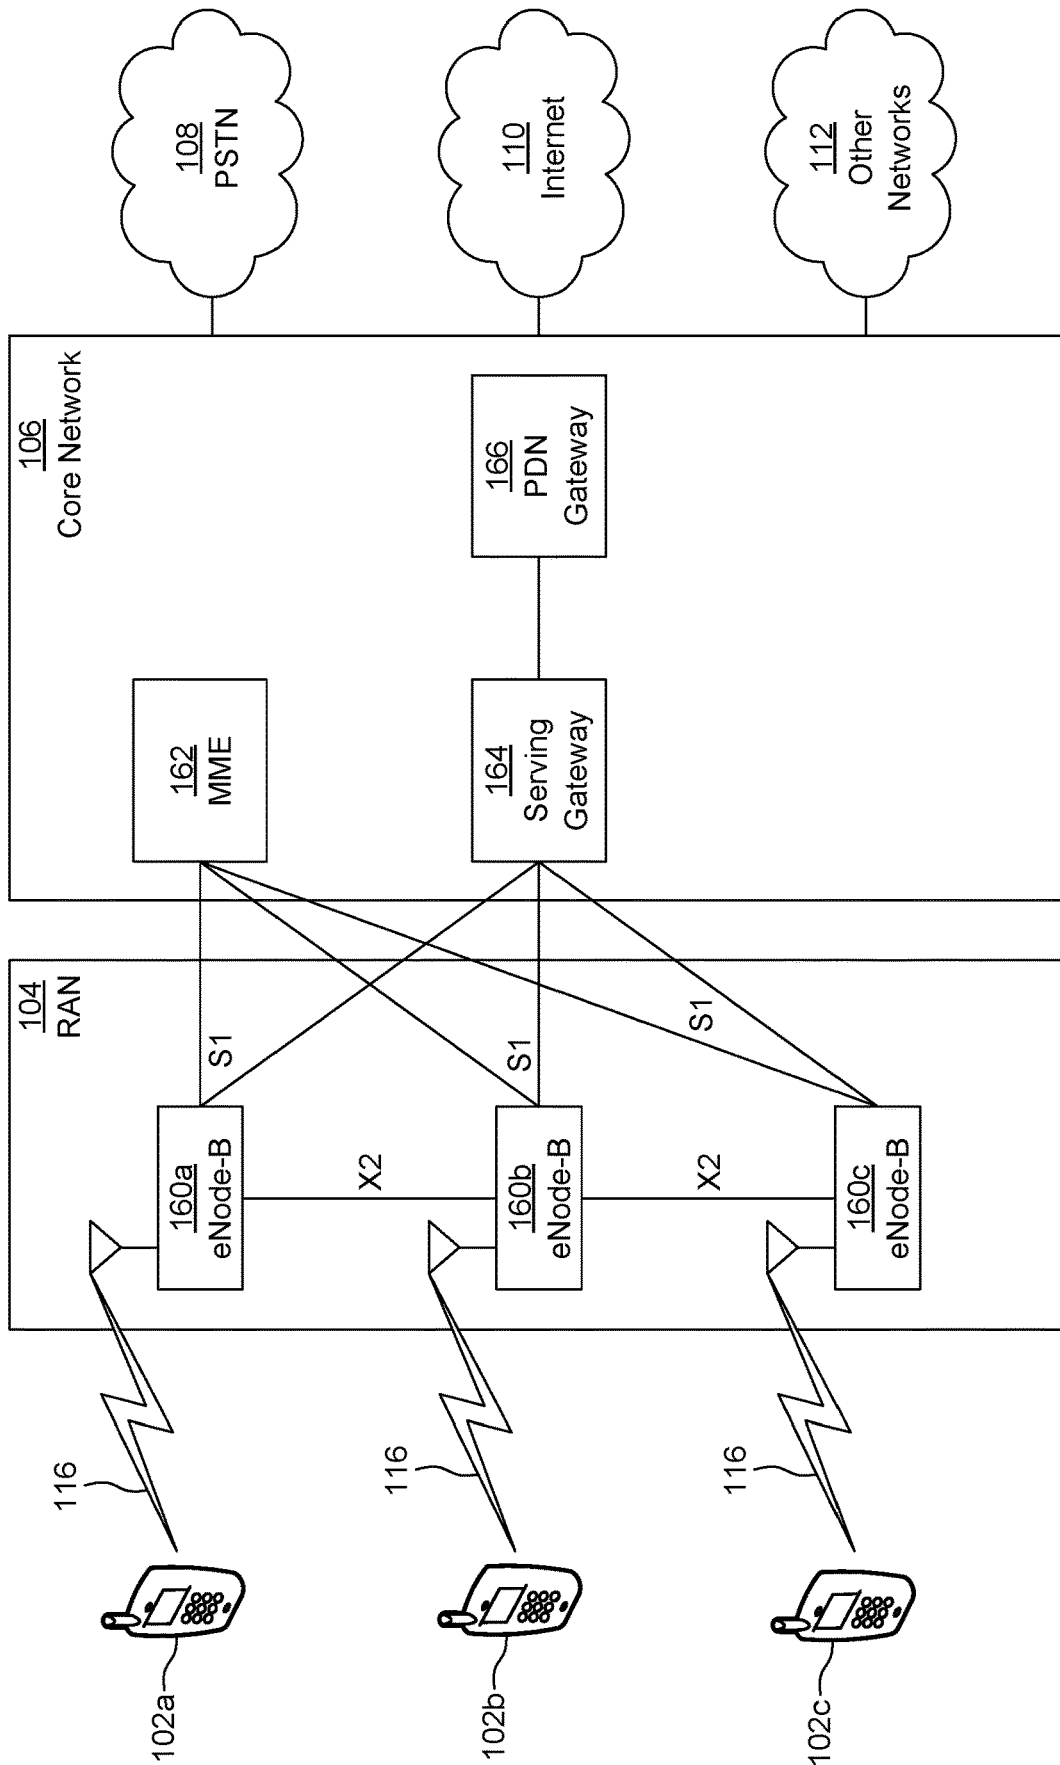 102a
102b
102c
116
116
116
104
RAN
160a
eNode-B
160b
eNode-B
160c
eNode-B
X2
X2
S1
S1
S1
106
Core Network
162
MME
164
Serving
Gateway
166
PDN
Gateway
108
PSTN
110
Internet
112
Other
Networks